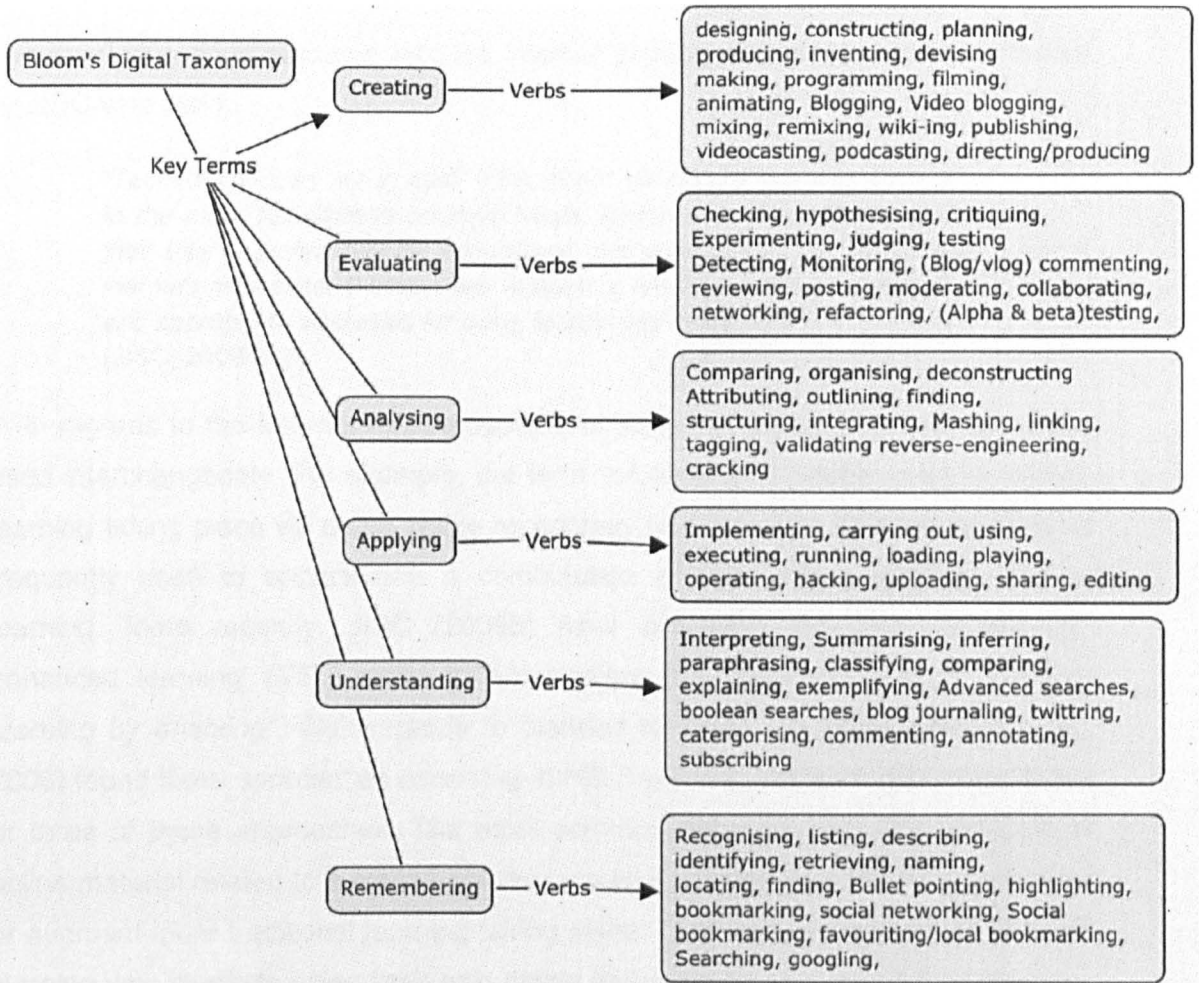 Bloom's Digital Taxonomy
Key Terms
Creating
Verbs
designing, constructing, planning,
producing, inventing, devising
making, programming, filming,
animating, Blogging, Video blogging,
mixing, remixing, wiki-ing, publishing,
videocasting, podcasting, directing/producing
Evaluating
Verbs
Checking, hypothesising, critiquing,
Experimenting, judging, testing
Detecting, Monitoring, (Blog/vlog) commenting,
reviewing, posting, moderating, collaborating,
networking, refactoring, (Alpha & beta)testing,
Analysing
Verbs
Comparing, organising, deconstructing
Attributing, outlining, finding,
structuring, integrating, Mashing, linking,
tagging, validating reverse-engineering,
cracking
Applying
Verbs
Implementing, carrying out, using,
executing, running, loading, playing,
operating, hacking, uploading, sharing, editing
Understanding
Verbs
Interpreting, Summarising, inferring,
paraphrasing, classifying, comparing,
explaining, exemplifying, Advanced searches,
boolean searches, blog journaling, twittring,
catergorising, commenting, annotating,
subscribing
Remembering
Verbs
Recognising, listing, describing,
identifying, retrieving, naming,
locating, finding, Bullet pointing, highlighting,
bookmarking, social networking, Social
bookmarking, favouriting/local bookmarking,
Searching, googling,